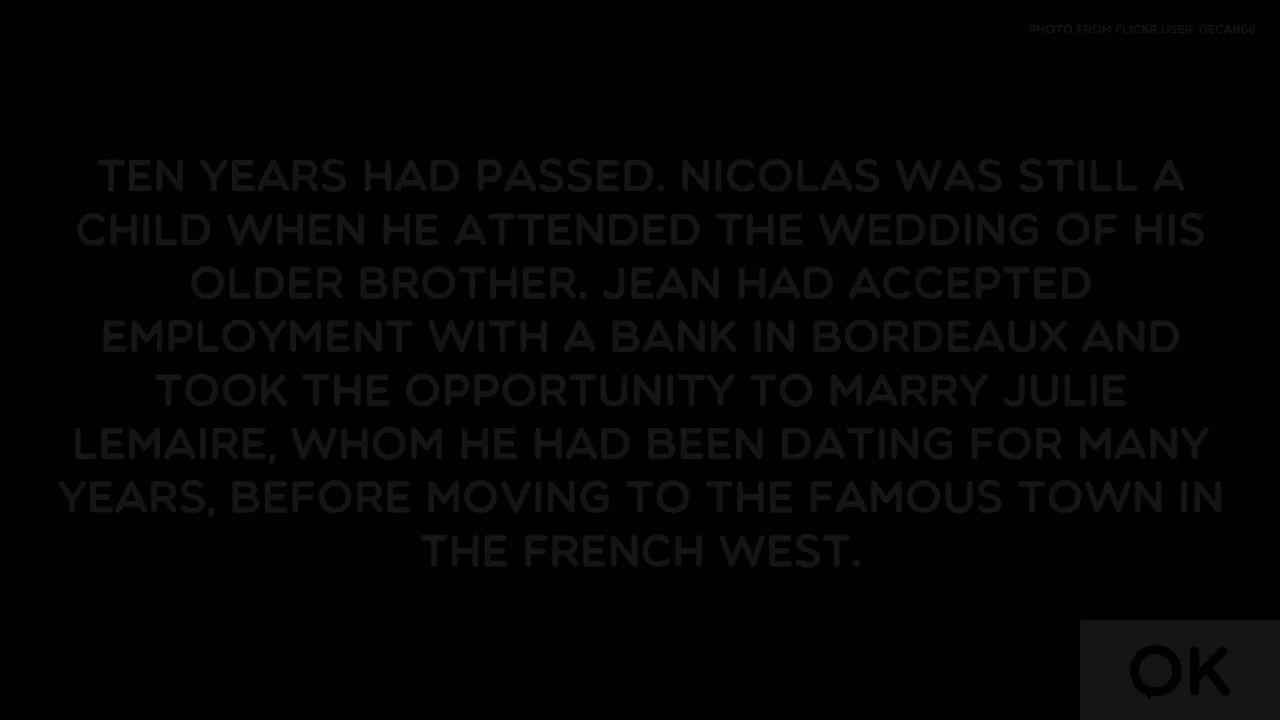 PHOTO FROM FLICKR USER 'DECAR66'
TEN YEARS HAD PASSED. NICOLAS WAS STILL A
CHILD WHEN HE ATTENDED THE WEDDING OF HIS
OLDER BROTHER. JEAN HAD ACCEPTED
EMPLOYMENT WITH A BANK IN BORDEAUX AND
TOOK THE OPPORTUNITY TO MARRY JULIE
LEMAIRE, WHOM HE HAD BEEN DATING FOR MANY
YEARS, BEFORE MOVING TO THE FAMOUS TOWN IN
THE FRENCH WEST.
OK